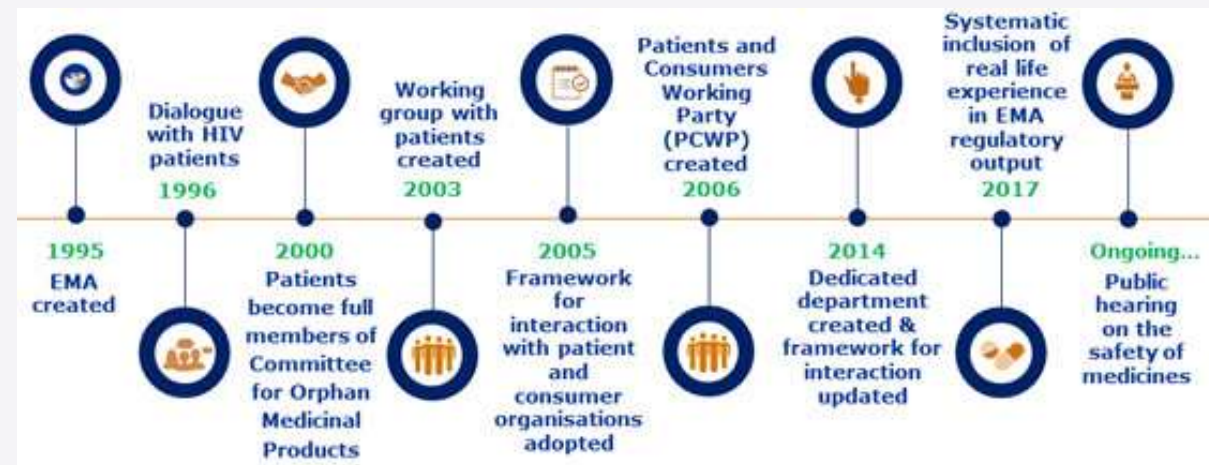 1995
EMA
created
Dialogue
with HIV
patients
1996
2000
Patients
become full
members of
Committee
for Orphan
Medicinal
Products
Working
group with
patients
created
2003
2005
Framework
for
interaction
with patient
and
consumer
organisations
adopted
Patients and
Consumers
Working
Party
(PCWP)
created
2006
2014
Dedicated
department
created &
framework for
interaction
updated
Systematic
inclusion of
real life
experience
in EMA
regulatory
output
2017
Ongoing...
Public
hearing
on the
safety of
medicines